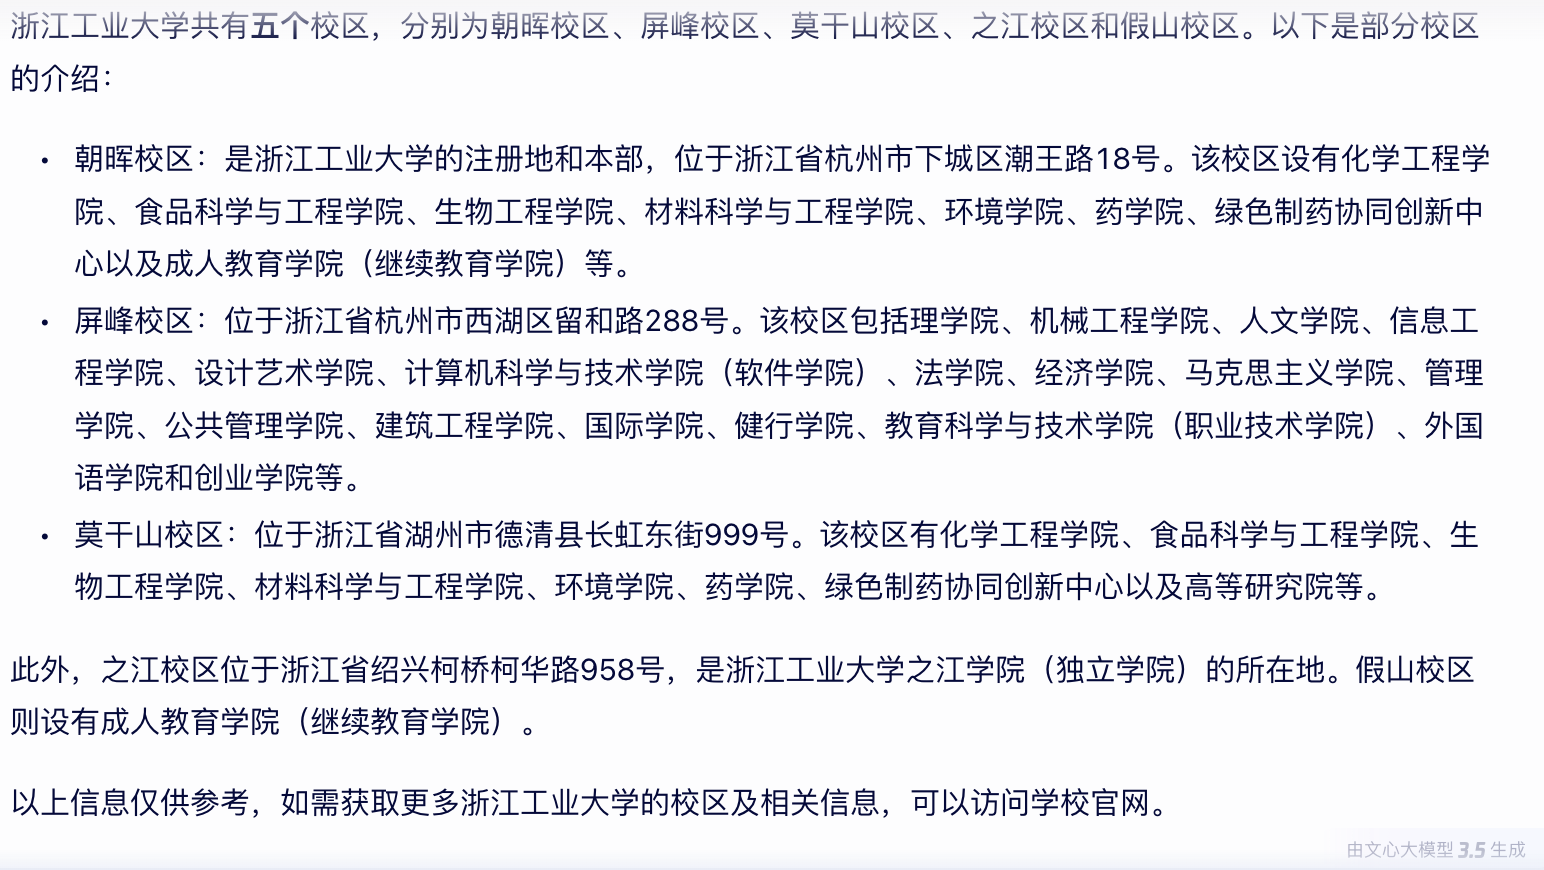 浙江工业大学共有五个校区，分别为朝晖校区、屏峰校区、莫干山校区、之江校区和假山校区。以下是部分校区
的介绍：
• 朝晖校区：是浙江工业大学的注册地和本部，位于浙江省杭州市下城区潮王路18号。该校区设有化学工程学
院、食品科学与工程学院、生物工程学院、材料科学与工程学院、环境学院、药学院、绿色制药协同创新中
心以及成人教育学院（继续教育学院）等。
• 屏峰校区：位于浙江省杭州市西湖区留和路288号。该校区包括理学院、机械工程学院、人文学院、信息工
程学院、设计艺术学院、计算机科学与技术学院（软件学院）、法学院、经济学院、马克思主义学院、管理
学院、公共管理学院、建筑工程学院、国际学院、健行学院、教育科学与技术学院（职业技术学院）、外国
语学院和创业学院等。
• 莫干山校区：位于浙江省湖州市德清县长虹东街999号。该校区有化学工程学院、食品科学与工程学院、生
物工程学院、材料科学与工程学院、环境学院、药学院、绿色制药协同创新中心以及高等研究院等。
此外，之江校区位于浙江省绍兴柯桥柯华路958号，是浙江工业大学之江学院（独立学院）的所在地。假山校区
则设有成人教育学院（继续教育学院）。
以上信息仅供参考，如需获取更多浙江工业大学的校区及相关信息，可以访问学校官网。
由文心大模型 3.5 生成